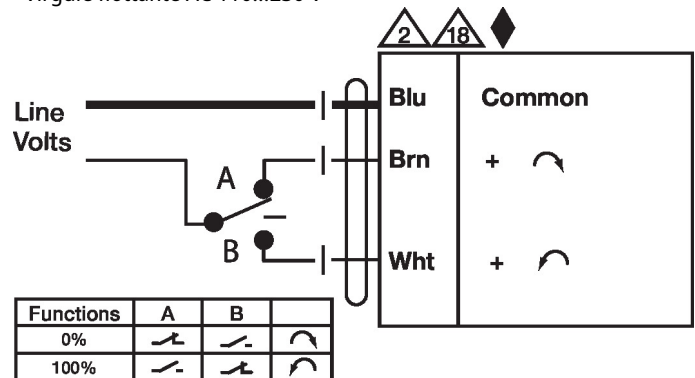 2 18
Line Volts
Blu Common
Brn +
Wht +
A
B
Functions A B
0%
100%